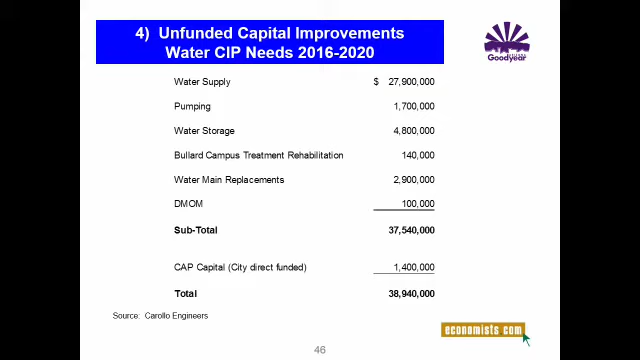 4) Unfunded Capital Improvements
Water CIP Needs 2016-2020
Goodyear
Water Supply $ 27,900,000
Pumping 1,700,000
Water Storage 4,800,000
Bullard Campus Treatment Rehabilitation 140,000
Water Main Replacements 2,900,000
DMOM 100,000
Sub-Total 37,540,000
CAP Capital (City direct funded) 1,400,000
Total 38,940,000
Source: Carollo Engineers
economists.com
46